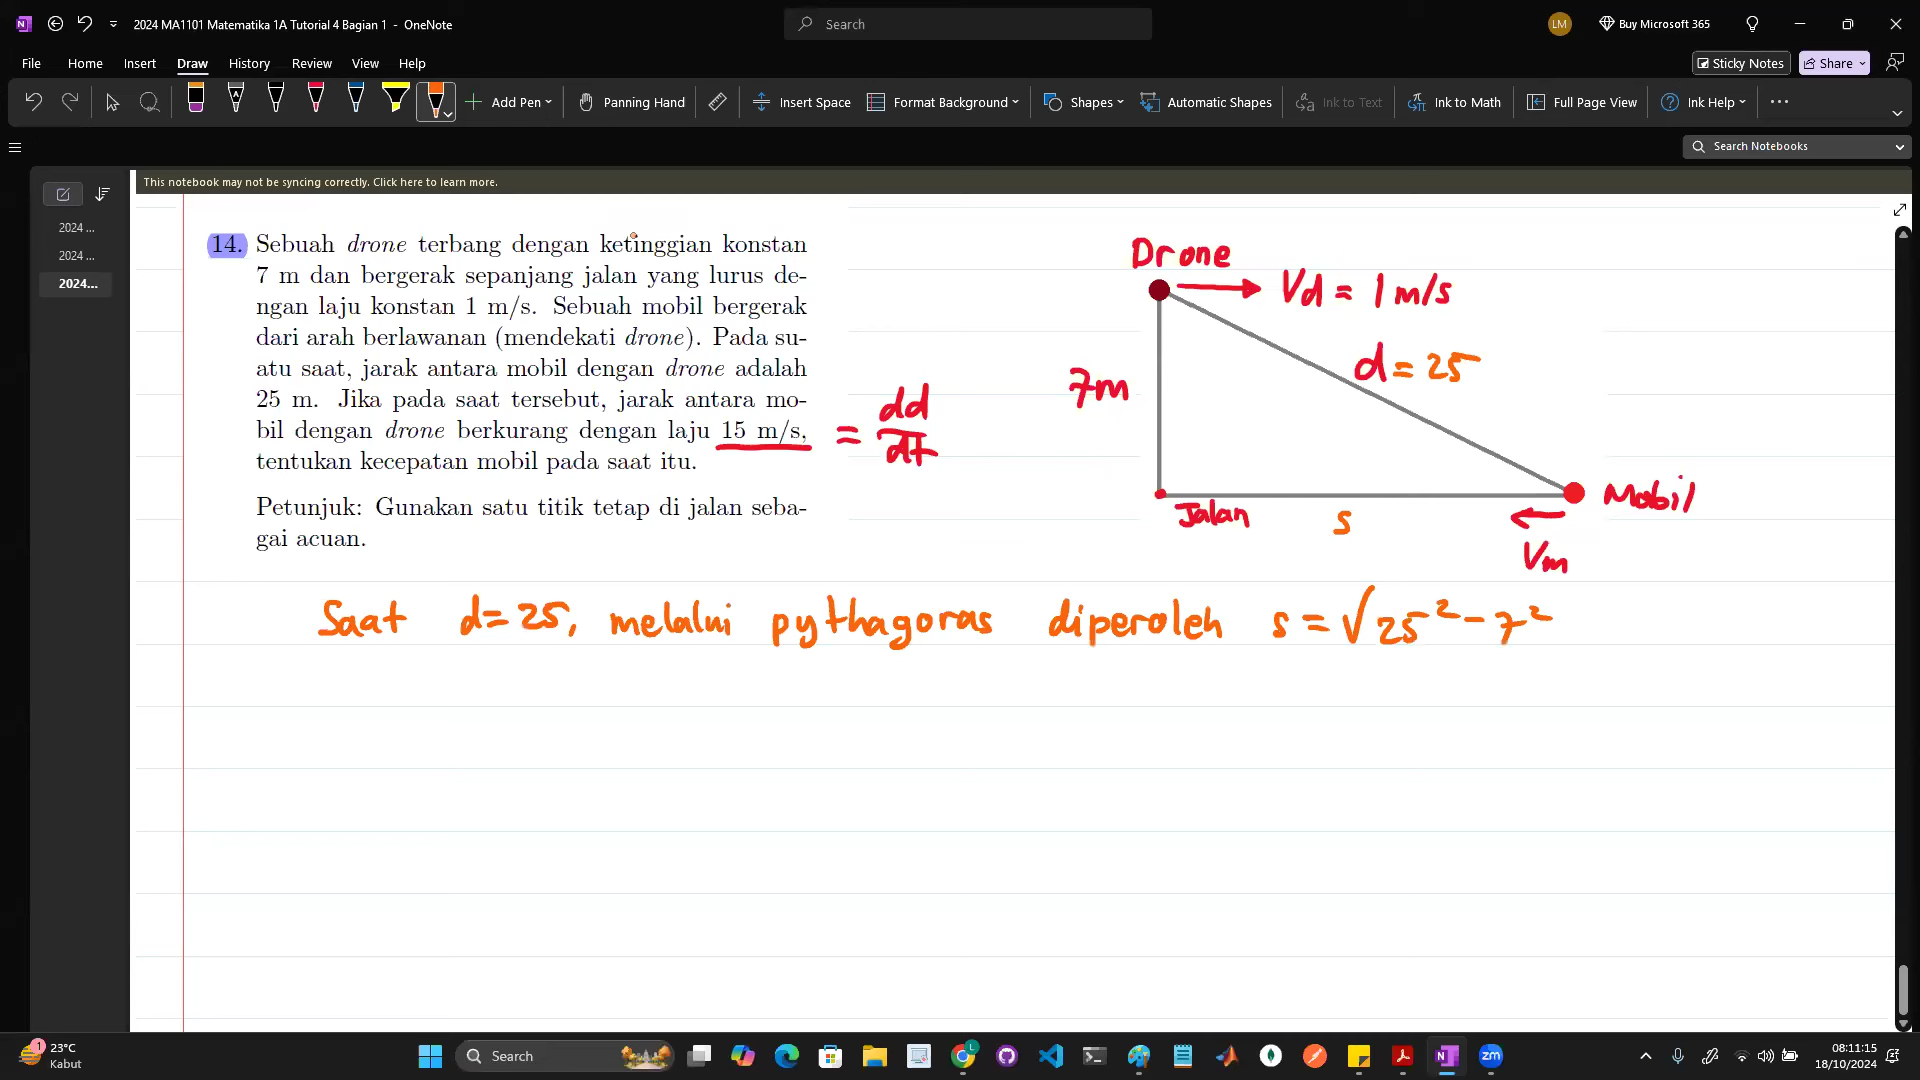 2024 MA1101 Matematika 1A Tutorial 4 Bagian 1 - OneNote
Search
LM
Buy Microsoft 365
File Home Insert Draw History Review View Help
Sticky Notes
Share
Add Pen
Panning Hand
Insert Space
Format Background
Shapes
Automatic Shapes
Ink to Text
Ink to Math
Full Page View
Ink Help
Search Notebooks
This notebook may not be syncing correctly. Click here to learn more.
2024 ...
2024 ...
2024...
14. Sebuah drone terbang dengan ketinggian konstan
7 m dan bergerak sepanjang jalan yang lurus de-
ngan laju konstan 1 m/s. Sebuah mobil bergerak
dari arah berlawanan (mendekati drone). Pada su-
atu saat, jarak antara mobil dengan drone adalah
25 m. Jika pada saat tersebut, jarak antara mo-
bil dengan drone berkurang dengan laju 15 m/s,
tentukan kecepatan mobil pada saat itu.
Petunjuk: Gunakan satu titik tetap di jalan seba-
gai acuan.
= dd/dt
Drone
Vd = 1 m/s
d = 25
7m
Jalan
s
Mobil
Vm
Saat d=25, melalui pythagoras diperoleh s = √25²-7²
1
23°C
Kabut
Search
L
zm
08:11:15
18/10/2024